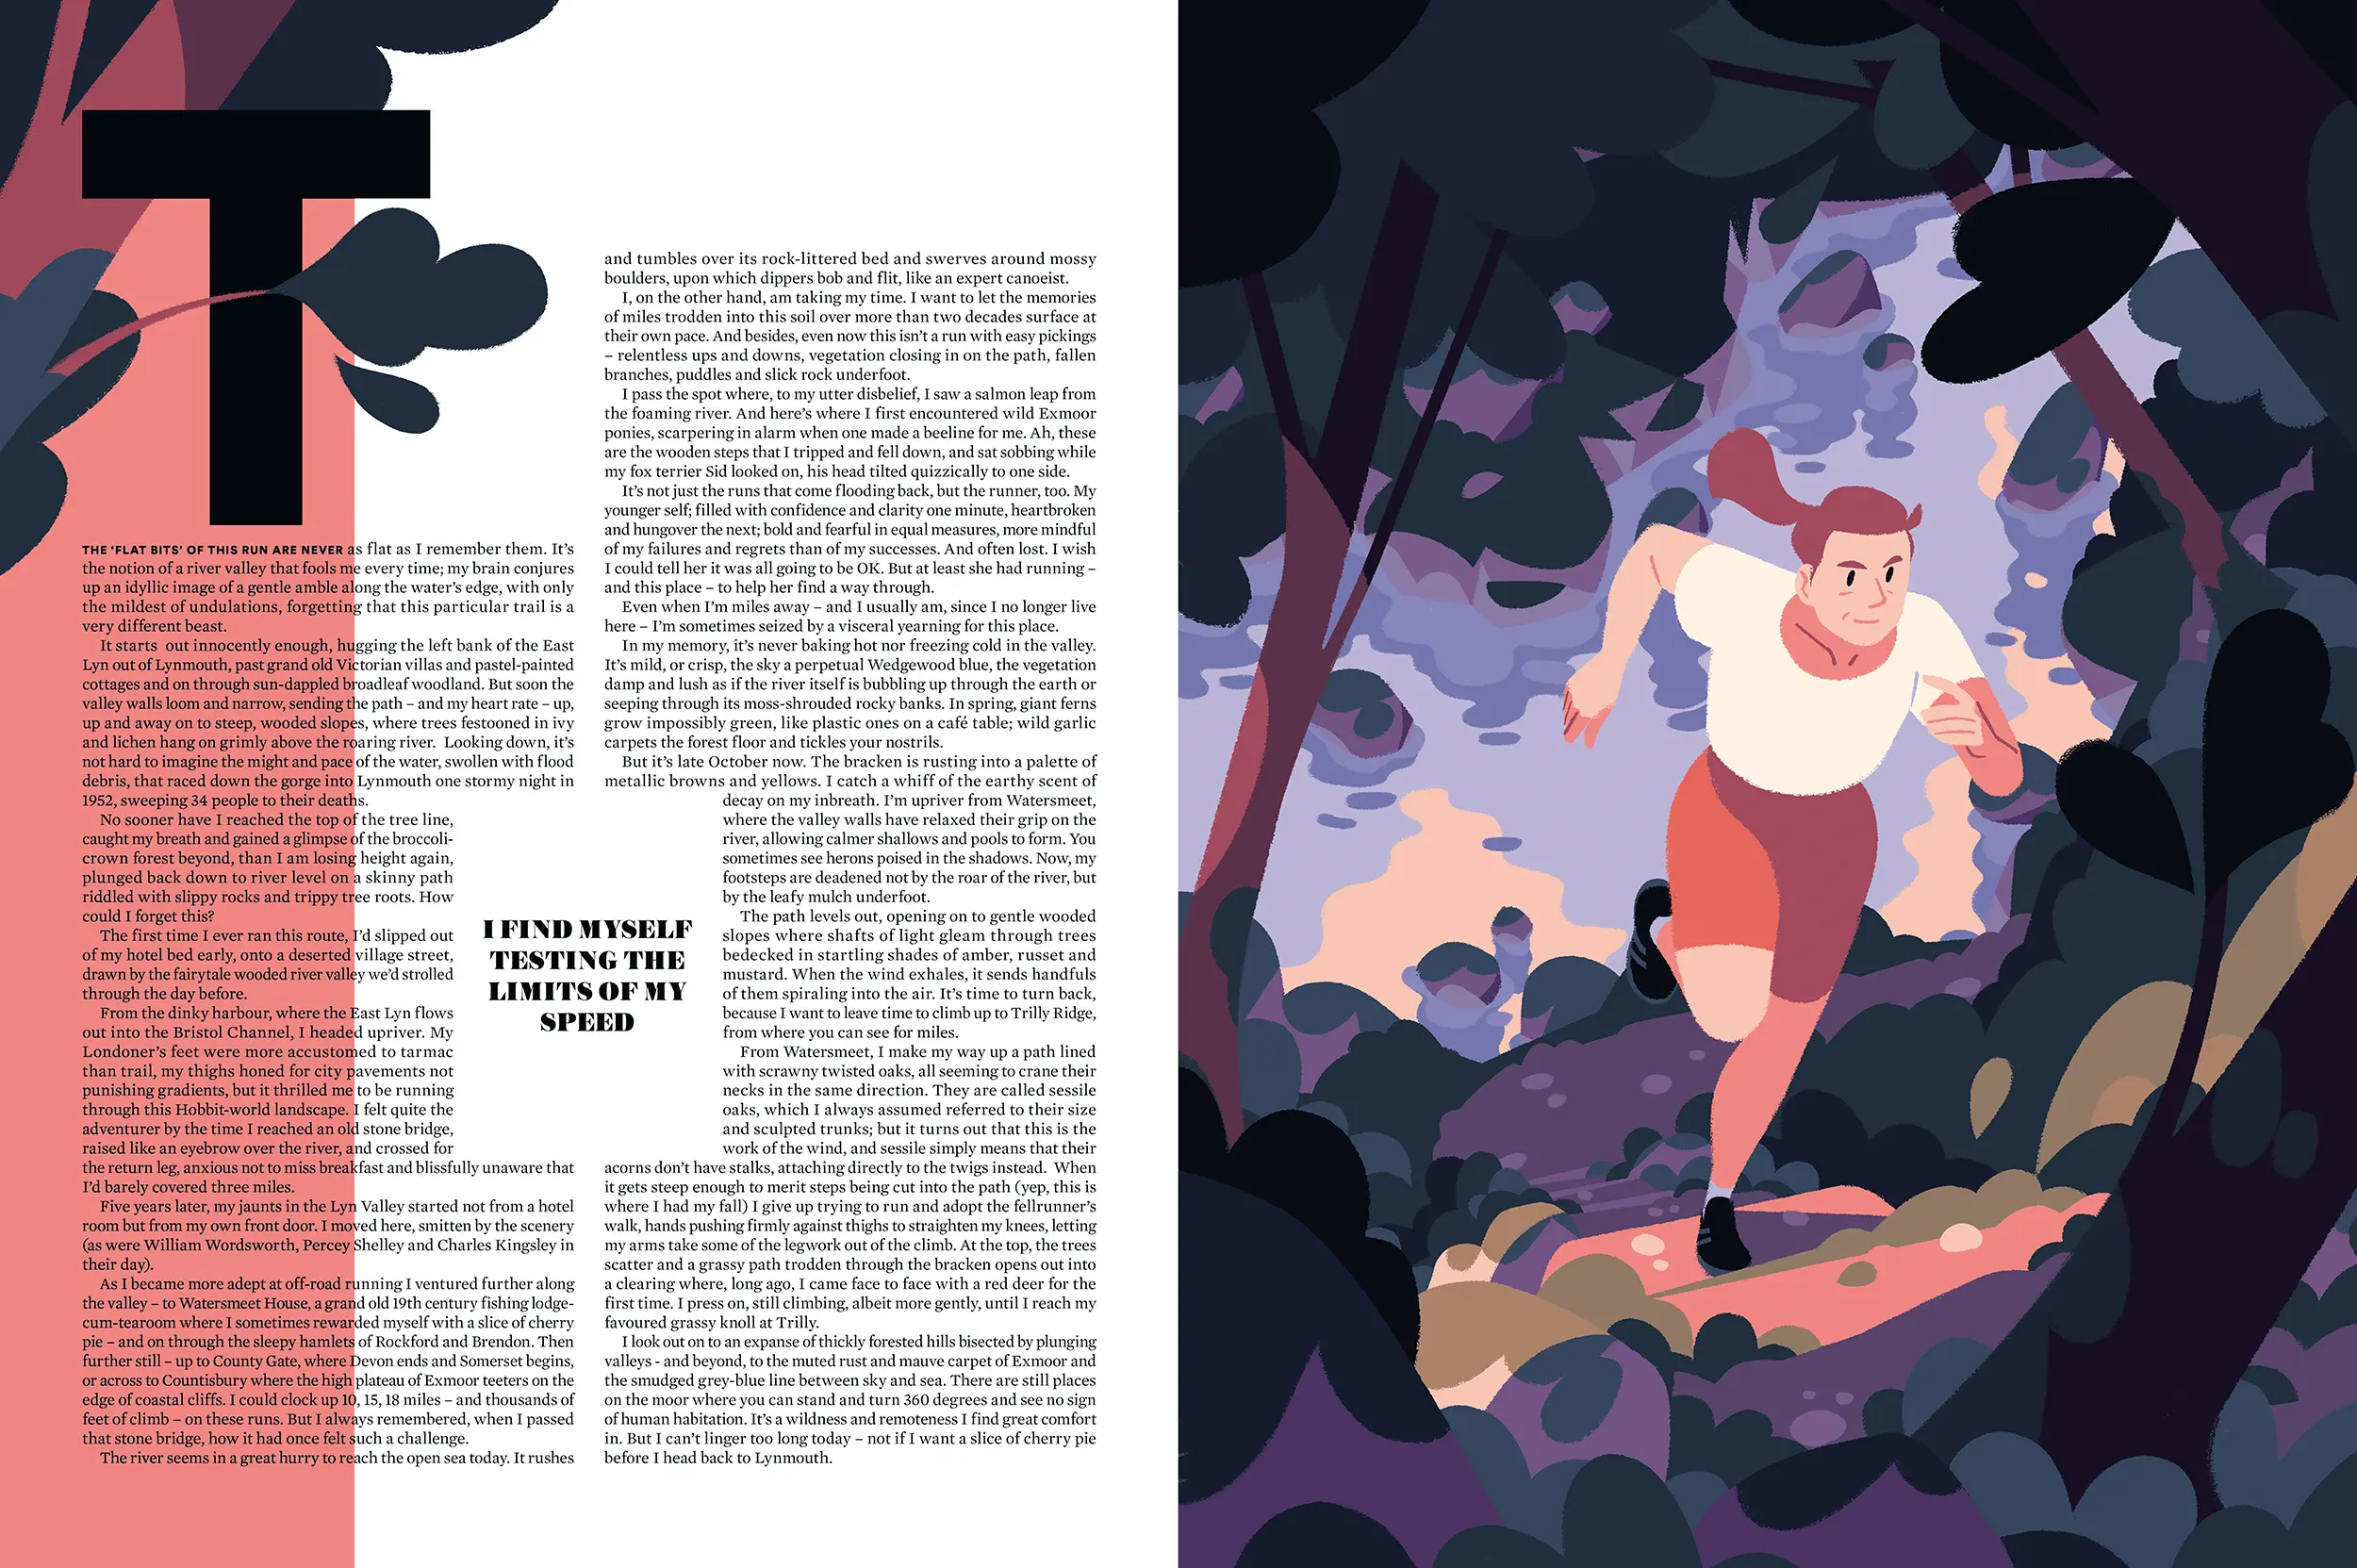 T
THE ‘FLAT BITS’ OF THIS RUN ARE NEVER as flat as I remember them. It’s
the notion of a river valley that fools me every time; my brain conjures
up an idyllic image of a gentle amble along the water’s edge, with only
the mildest of undulations, forgetting that this particular trail is a
very different beast.
It starts out innocently enough, hugging the left bank of the East
Lyn out of Lynmouth, past grand old Victorian villas and pastel-painted
cottages and on through sun-dappled broadleaf woodland. But soon the
valley walls loom and narrow, sending the path – and my heart rate – up,
up and away on to steep, wooded slopes, where trees festooned in ivy
and lichen hang on grimly above the roaring river. Looking down, it’s
not hard to imagine the might and pace of the water, swollen with flood
debris, that raced down the gorge into Lynmouth one stormy night in
1952, sweeping 34 people to their deaths.
No sooner have I reached the top of the tree line,
caught my breath and gained a glimpse of the broccoli-
crown forest beyond, than I am losing height again,
plunged back down to river level on a skinny path
riddled with slippy rocks and trippy tree roots. How
could I forget this?
The first time I ever ran this route, I’d slipped out
of my hotel bed early, onto a deserted village street,
drawn by the fairytale wooded river valley we’d strolled
through the day before.
From the dinky harbour, where the East Lyn flows
out into the Bristol Channel, I headed upriver. My
Londoner’s feet were more accustomed to tarmac
than trail, my thighs honed for city pavements not
punishing gradients, but it thrilled me to be running
through this Hobbit-world landscape. I felt quite the
adventurer by the time I reached an old stone bridge,
raised like an eyebrow over the river, and crossed for
the return leg, anxious not to miss breakfast and blissfully unaware that
I’d barely covered three miles.
Five years later, my jaunts in the Lyn Valley started not from a hotel
room but from my own front door. I moved here, smitten by the scenery
(as were William Wordsworth, Percey Shelley and Charles Kingsley in
their day).
As I became more adept at off-road running I ventured further along
the valley – to Watersmeet House, a grand old 19th century fishing lodge-
cum-tearoom where I sometimes rewarded myself with a slice of cherry
pie – and on through the sleepy hamlets of Rockford and Brendon. Then
further still – up to County Gate, where Devon ends and Somerset begins,
or across to Countisbury where the high plateau of Exmoor teeters on the
edge of coastal cliffs. I could clock up 10, 15, 18 miles – and thousands of
feet of climb – on these runs. But I always remembered, when I passed
that stone bridge, how it had once felt such a challenge.
The river seems in a great hurry to reach the open sea today. It rushes
and tumbles over its rock-littered bed and swerves around mossy
boulders, upon which dippers bob and flit, like an expert canoeist.
I, on the other hand, am taking my time. I want to let the memories
of miles trodden into this soil over more than two decades surface at
their own pace. And besides, even now this isn’t a run with easy pickings
– relentless ups and downs, vegetation closing in on the path, fallen
branches, puddles and slick rock underfoot.
I pass the spot where, to my utter disbelief, I saw a salmon leap from
the foaming river. And here’s where I first encountered wild Exmoor
ponies, scarpering in alarm when one made a beeline for me. Ah, these
are the wooden steps that I tripped and fell down, and sat sobbing while
my fox terrier Sid looked on, his head tilted quizzically to one side.
It’s not just the runs that come flooding back, but the runner, too. My
younger self; filled with confidence and clarity one minute, heartbroken
and hungover the next; bold and fearful in equal measures, more mindful
of my failures and regrets than of my successes. And often lost. I wish
I could tell her it was all going to be OK. But at least she had running –
and this place – to help her find a way through.
Even when I’m miles away – and I usually am, since I no longer live
here – I’m sometimes seized by a visceral yearning for this place.
In my memory, it’s never baking hot nor freezing cold in the valley.
It’s mild, or crisp, the sky a perpetual Wedgewood blue, the vegetation
damp and lush as if the river itself is bubbling up through the earth or
seeping through its moss-shrouded rocky banks. In spring, giant ferns
grow impossibly green, like plastic ones on a café table; wild garlic
carpets the forest floor and tickles your nostrils.
But it’s late October now. The bracken is rusting into a palette of
metallic browns and yellows. I catch a whiff of the earthy scent of
decay on my inbreath. I’m upriver from Watersmeet,
where the valley walls have relaxed their grip on the
river, allowing calmer shallows and pools to form. You
sometimes see herons poised in the shadows. Now, my
footsteps are deadened not by the roar of the river, but
by the leafy mulch underfoot.
The path levels out, opening on to gentle wooded
slopes where shafts of light gleam through trees
bedecked in startling shades of amber, russet and
mustard. When the wind exhales, it sends handfuls
of them spiraling into the air. It’s time to turn back,
because I want to leave time to climb up to Trilly Ridge,
from where you can see for miles.
From Watersmeet, I make my way up a path lined
with scrawny twisted oaks, all seeming to crane their
necks in the same direction. They are called sessile
oaks, which I always assumed referred to their size
and sculpted trunks; but it turns out that this is the
work of the wind, and sessile simply means that their
acorns don’t have stalks, attaching directly to the twigs instead. When
it gets steep enough to merit steps being cut into the path (yep, this is
where I had my fall) I give up trying to run and adopt the fellrunner’s
walk, hands pushing firmly against thighs to straighten my knees, letting
my arms take some of the legwork out of the climb. At the top, the trees
scatter and a grassy path trodden through the bracken opens out into
a clearing where, long ago, I came face to face with a red deer for the
first time. I press on, still climbing, albeit more gently, until I reach my
favoured grassy knoll at Trilly.
I look out on to an expanse of thickly forested hills bisected by plunging
valleys - and beyond, to the muted rust and mauve carpet of Exmoor and
the smudged grey-blue line between sky and sea. There are still places
on the moor where you can stand and turn 360 degrees and see no sign
of human habitation. It’s a wildness and remoteness I find great comfort
in. But I can’t linger too long today – not if I want a slice of cherry pie
before I head back to Lynmouth.
I FIND MYSELF
TESTING THE
LIMITS OF MY
SPEED